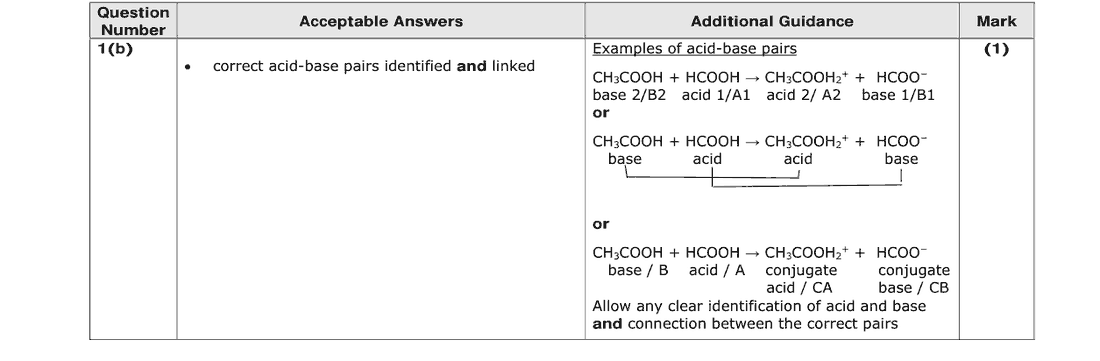 Question Number Acceptable Answers Additional Guidance Mark
1(b)
• correct acid-base pairs identified and linked
Examples of acid-base pairs
(1)
CH₃COOH + HCOOH → CH₃COOH₂⁺ + HCOO⁻
base 2/B2 acid 1/A1 acid 2/ A2 base 1/B1
or
CH₃COOH + HCOOH → CH₃COOH₂⁺ + HCOO⁻
base acid acid base
or
CH₃COOH + HCOOH → CH₃COOH₂⁺ + HCOO⁻
base / B acid / A conjugate conjugate
acid / CA base / CB
Allow any clear identification of acid and base
and connection between the correct pairs